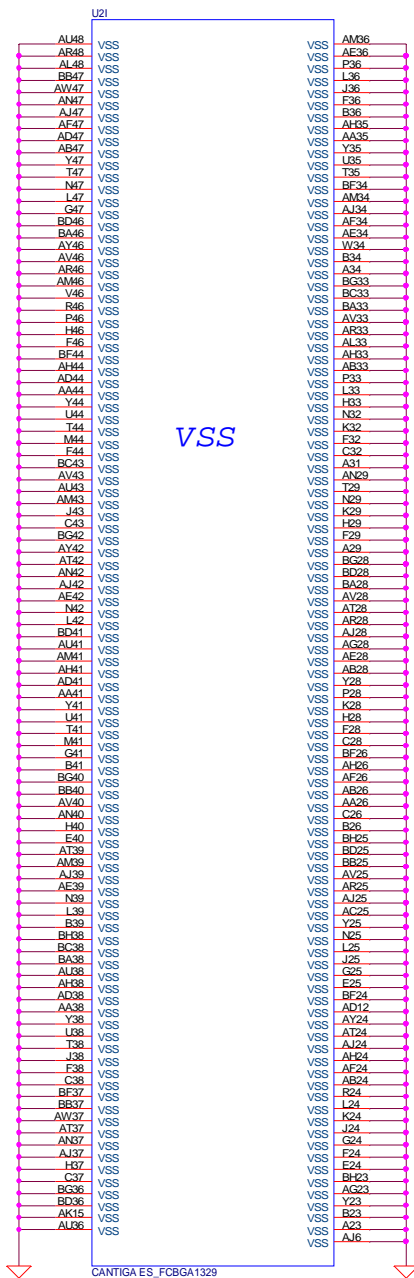 U2I
AU48 VSS VSS AM36
AR48 VSS VSS AE36
AL48 VSS VSS P36
BB47 VSS VSS L36
AW47 VSS VSS J36
AN47 VSS VSS F36
AJ47 VSS VSS B36
AF47 VSS VSS AH35
AD47 VSS VSS AA35
AB47 VSS VSS Y35
Y47 VSS VSS U35
T47 VSS VSS T35
N47 VSS VSS BF34
L47 VSS VSS AM34
G47 VSS VSS AJ34
BD46 VSS VSS AF34
BA46 VSS VSS AE34
AY46 VSS VSS W34
AV46 VSS VSS B34
AR46 VSS VSS A34
AM46 VSS VSS BG33
V46 VSS VSS BC33
R46 VSS VSS BA33
P46 VSS VSS AV33
H46 VSS VSS AR33
F46 VSS VSS AL33
BF44 VSS VSS AH33
AH44 VSS VSS AB33
AD44 VSS VSS P33
AA44 VSS VSS L33
Y44 VSS VSS H33
U44 VSS VSS N32
T44 VSS VSS K32
VSS
M44 VSS VSS F32
F44 VSS VSS C32
BC43 VSS VSS A31
AV43 VSS VSS AN29
AU43 VSS VSS T29
AM43 VSS VSS N29
J43 VSS VSS K29
C43 VSS VSS H29
BG42 VSS VSS F29
AY42 VSS VSS A29
AT42 VSS VSS BG28
AN42 VSS VSS BD28
AJ42 VSS VSS BA28
AE42 VSS VSS AV28
N42 VSS VSS AT28
L42 VSS VSS AR28
BD41 VSS VSS AJ28
AU41 VSS VSS AG28
AM41 VSS VSS AE28
AH41 VSS VSS AB28
AD41 VSS VSS Y28
AA41 VSS VSS P28
Y41 VSS VSS K28
U41 VSS VSS H28
T41 VSS VSS F28
M41 VSS VSS C28
G41 VSS VSS BF26
B41 VSS VSS AH26
BG40 VSS VSS AF26
BB40 VSS VSS AB26
AV40 VSS VSS AA26
AN40 VSS VSS C26
H40 VSS VSS B26
E40 VSS VSS BH25
AT39 VSS VSS BD25
AM39 VSS VSS BB25
AJ39 VSS VSS AV25
AE39 VSS VSS AR25
N39 VSS VSS AJ25
L39 VSS VSS AC25
B39 VSS VSS Y25
BH38 VSS VSS N25
BC38 VSS VSS L25
BA38 VSS VSS J25
AU38 VSS VSS G25
AH38 VSS VSS E25
AD38 VSS VSS BF24
AA38 VSS VSS AD12
Y38 VSS VSS AY24
U38 VSS VSS AT24
T38 VSS VSS AJ24
J38 VSS VSS AH24
F38 VSS VSS AF24
C38 VSS VSS AB24
BF37 VSS VSS R24
BB37 VSS VSS L24
AW37 VSS VSS K24
AT37 VSS VSS J24
AN37 VSS VSS G24
AJ37 VSS VSS F24
H37 VSS VSS E24
C37 VSS VSS BH23
BG36 VSS VSS AG23
BD36 VSS VSS Y23
AK15 VSS VSS B23
AU36 VSS VSS A23
VSS AJ6
CANTIGA ES_FCBGA1329